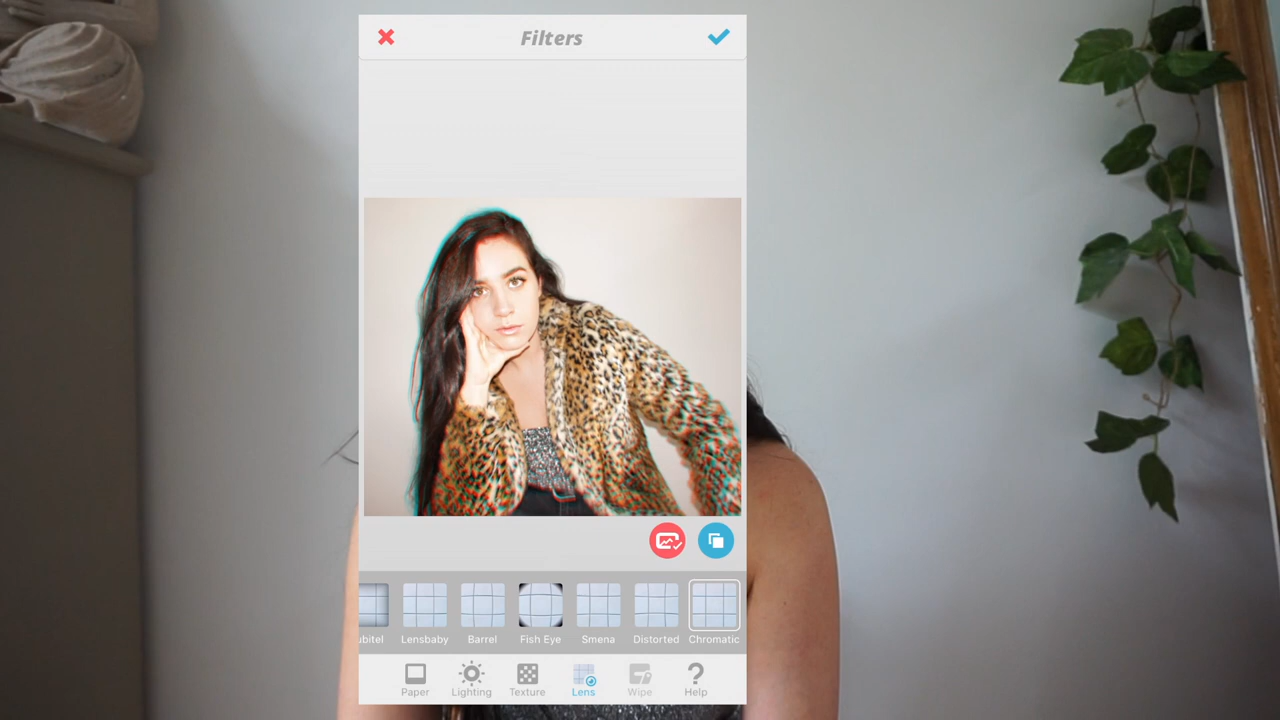 Filters
ubitel
Lensbaby
Barrel
Fish Eye
Smena
Distorted
Chromatic
Paper
Lighting
Texture
Lens
Wipe
Help